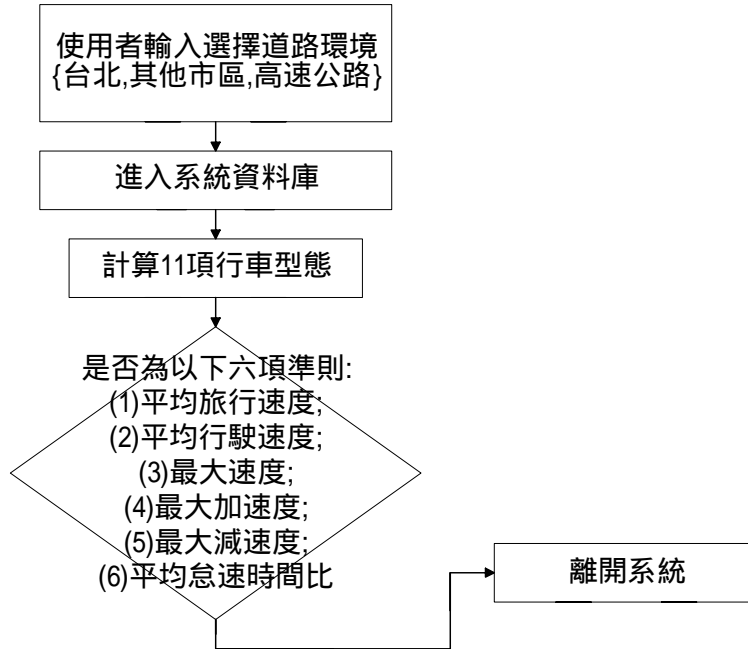 使用者輸入選擇道路環境
{台北,其他市區,高速公路}
進入系統資料庫
計算11項行車型態
是否為以下六項準則:
(1)平均旅行速度;
(2)平均行駛速度;
(3)最大速度;
(4)最大加速度;
(5)最大減速度;
(6)平均怠速時間比
離開系統